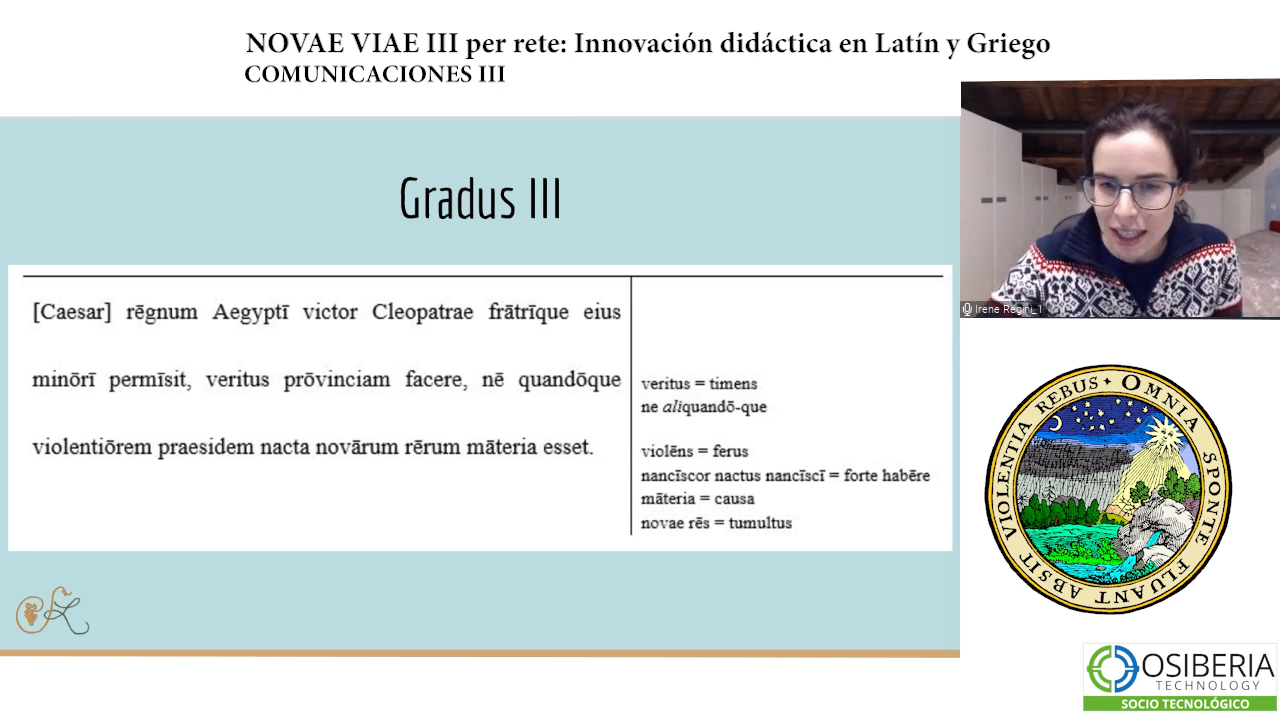 NOVAE VIAE III per rete: Innovación didáctica en Latín y Griego
COMUNICACIONES III
Gradus III
[Caesar] rēgnum Aegyptī victor Cleopatrae frātrīque eius
minōrī permīsit, veritus prōvinciam facere, nē quandōque
violentiōrem praesidem nacta novārum rērum māteria esset.
veritus = timens
ne aliquandō-que
violēns = ferus
nancīscor nactus nancīscī = forte habēre
māteria = causa
novae rēs = tumultus
Irene Regini_1
OMNIA SPONTE FLUANT ABSIT VIOLENTIA REBUS
OSIBERIA
TECHNOLOGY
SOCIO TECNOLÓGICO